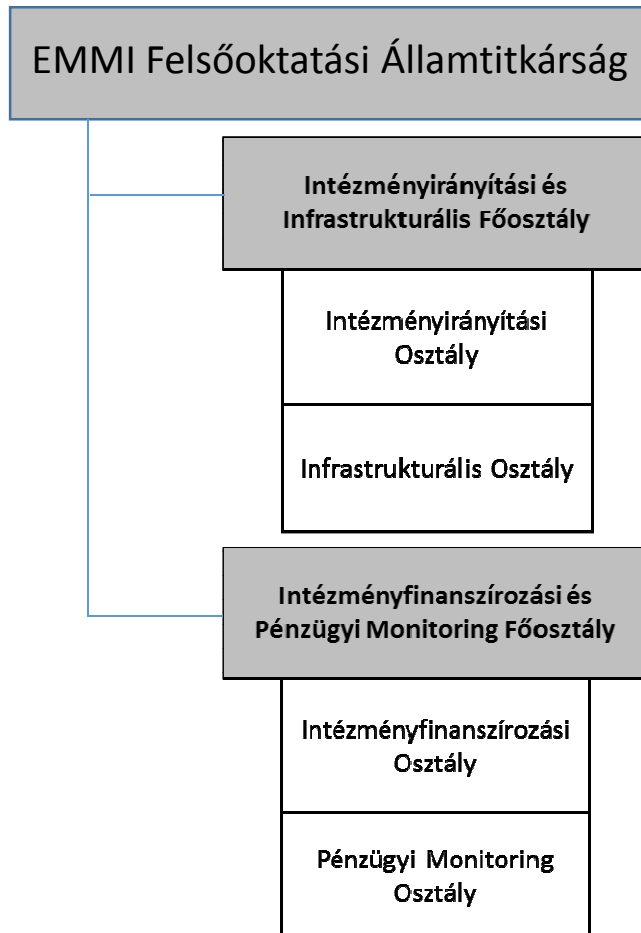 EMMI Felsőoktatási Államtitkárság
Intézményirányítási és
Infrastrukturális Főosztály
Intézményirányítási
Osztály
Infrastrukturális Osztály
Intézményfinanszírozási és
Pénzügyi Monitoring Főosztály
Intézményfinanszírozási
Osztály
Pénzügyi Monitoring
Osztály